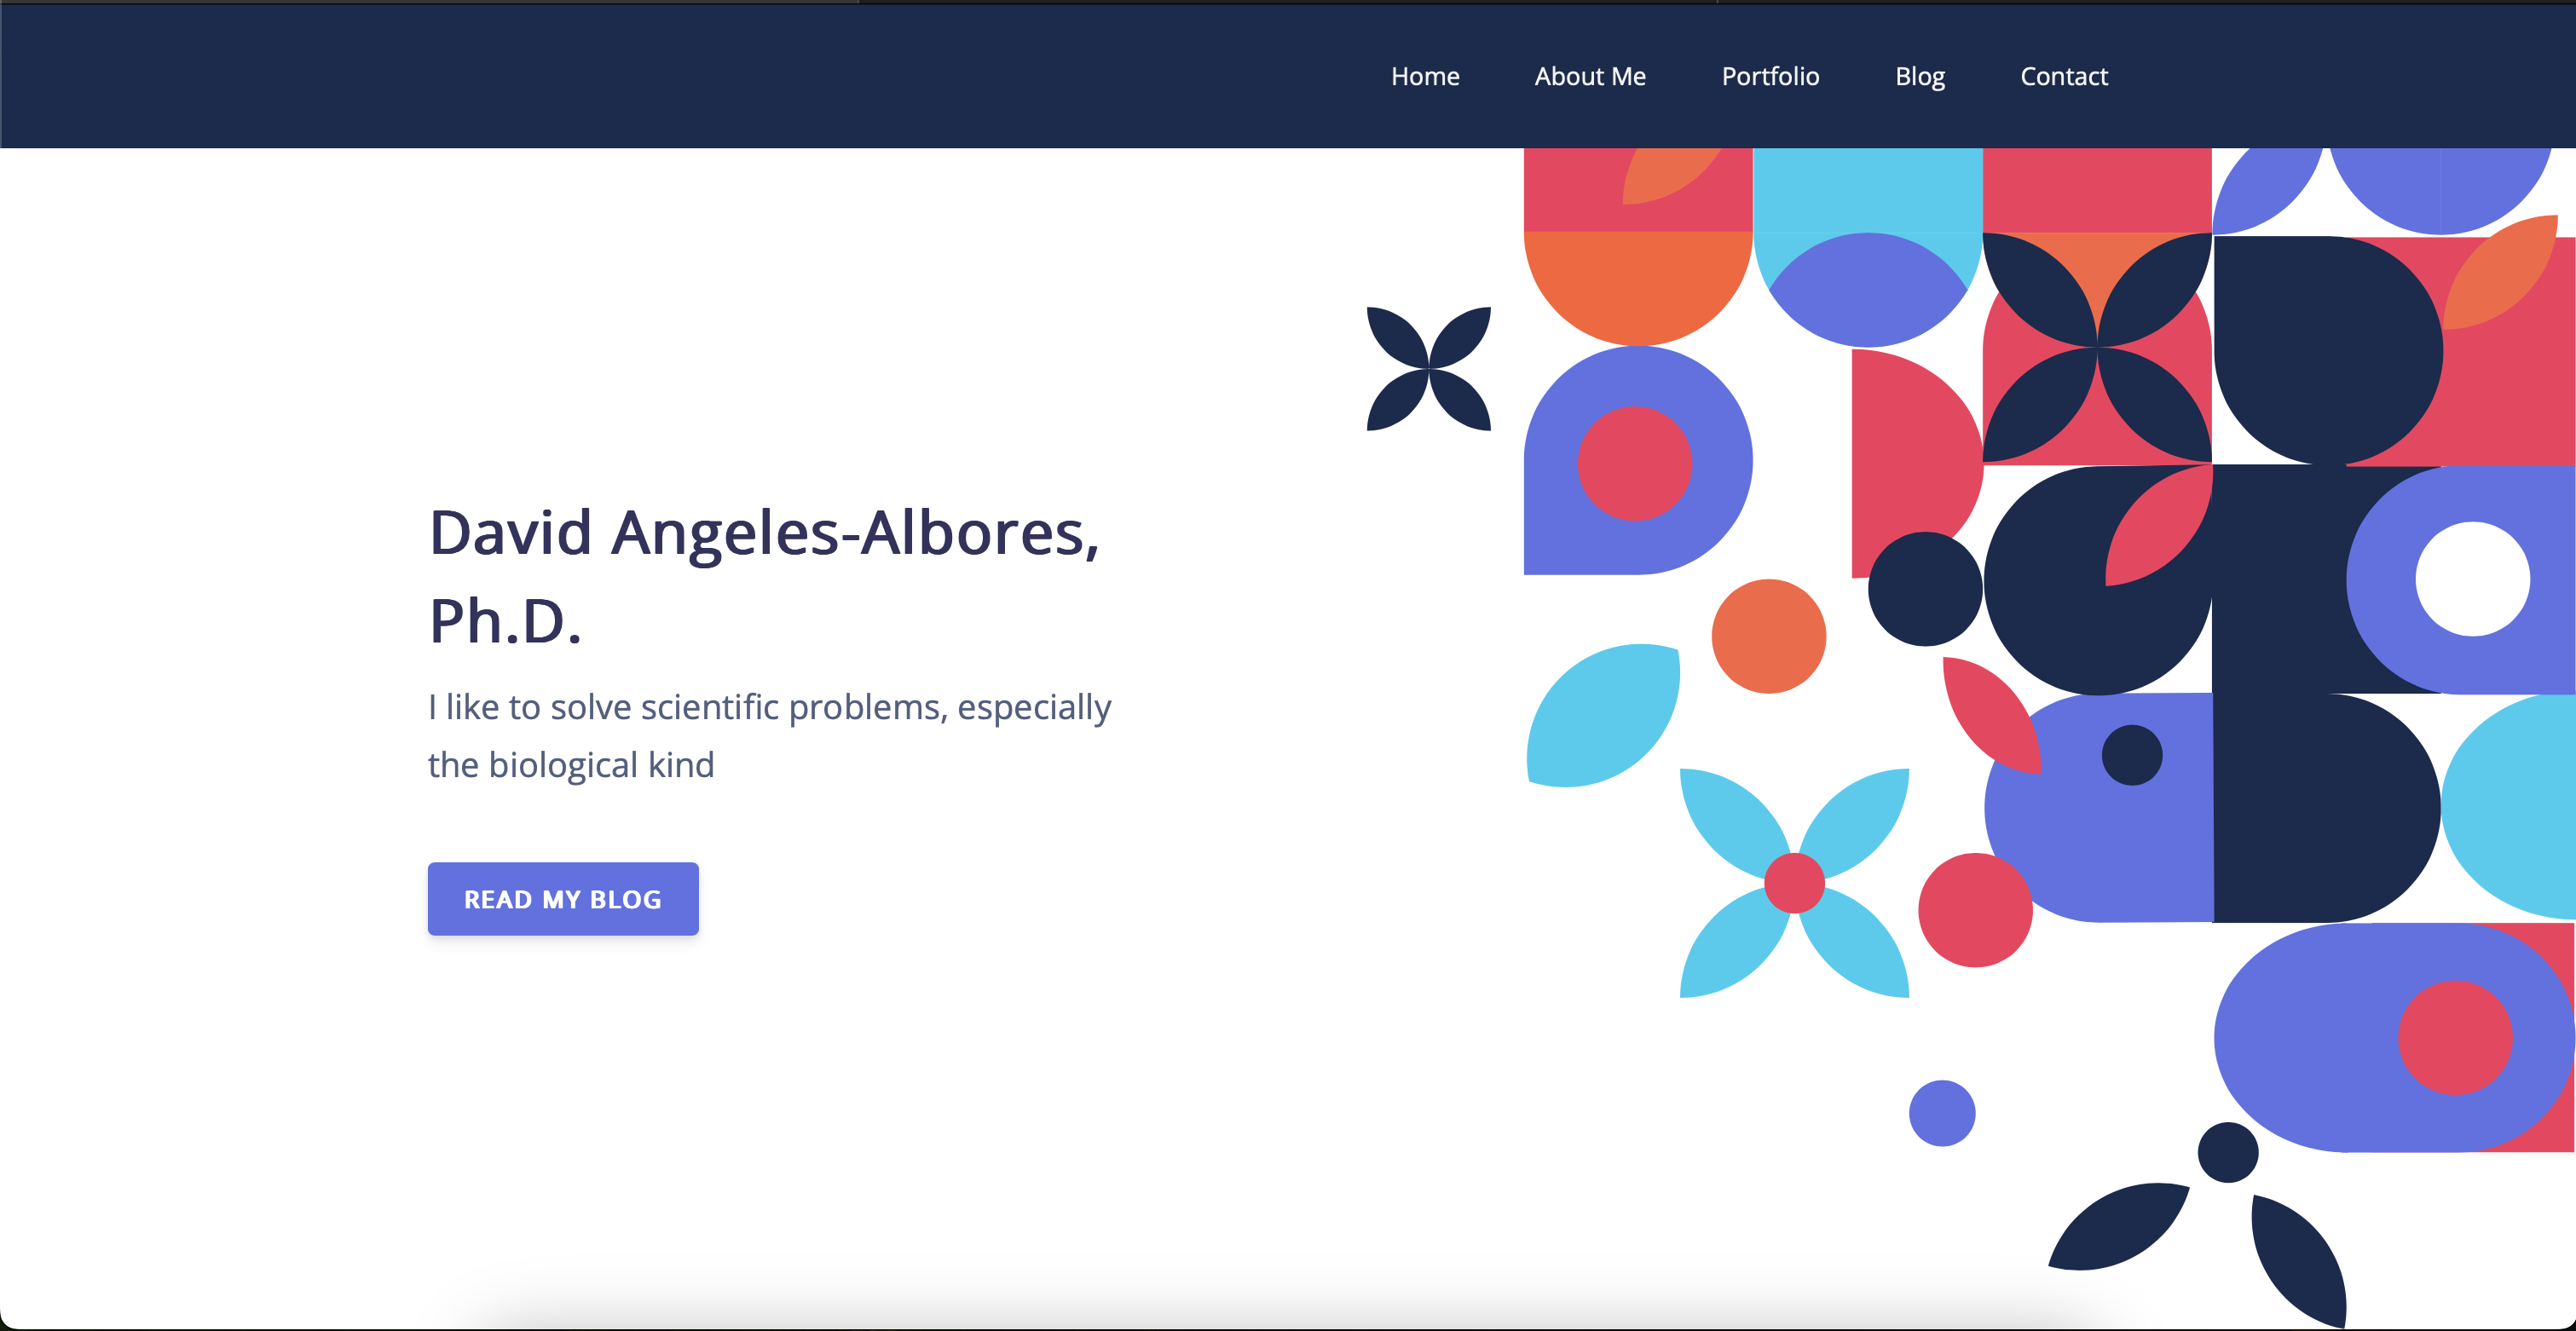 Home About Me Portfolio Blog Contact
David Angeles-Albores,
Ph.D.
I like to solve scientific problems, especially
the biological kind
READ MY BLOG